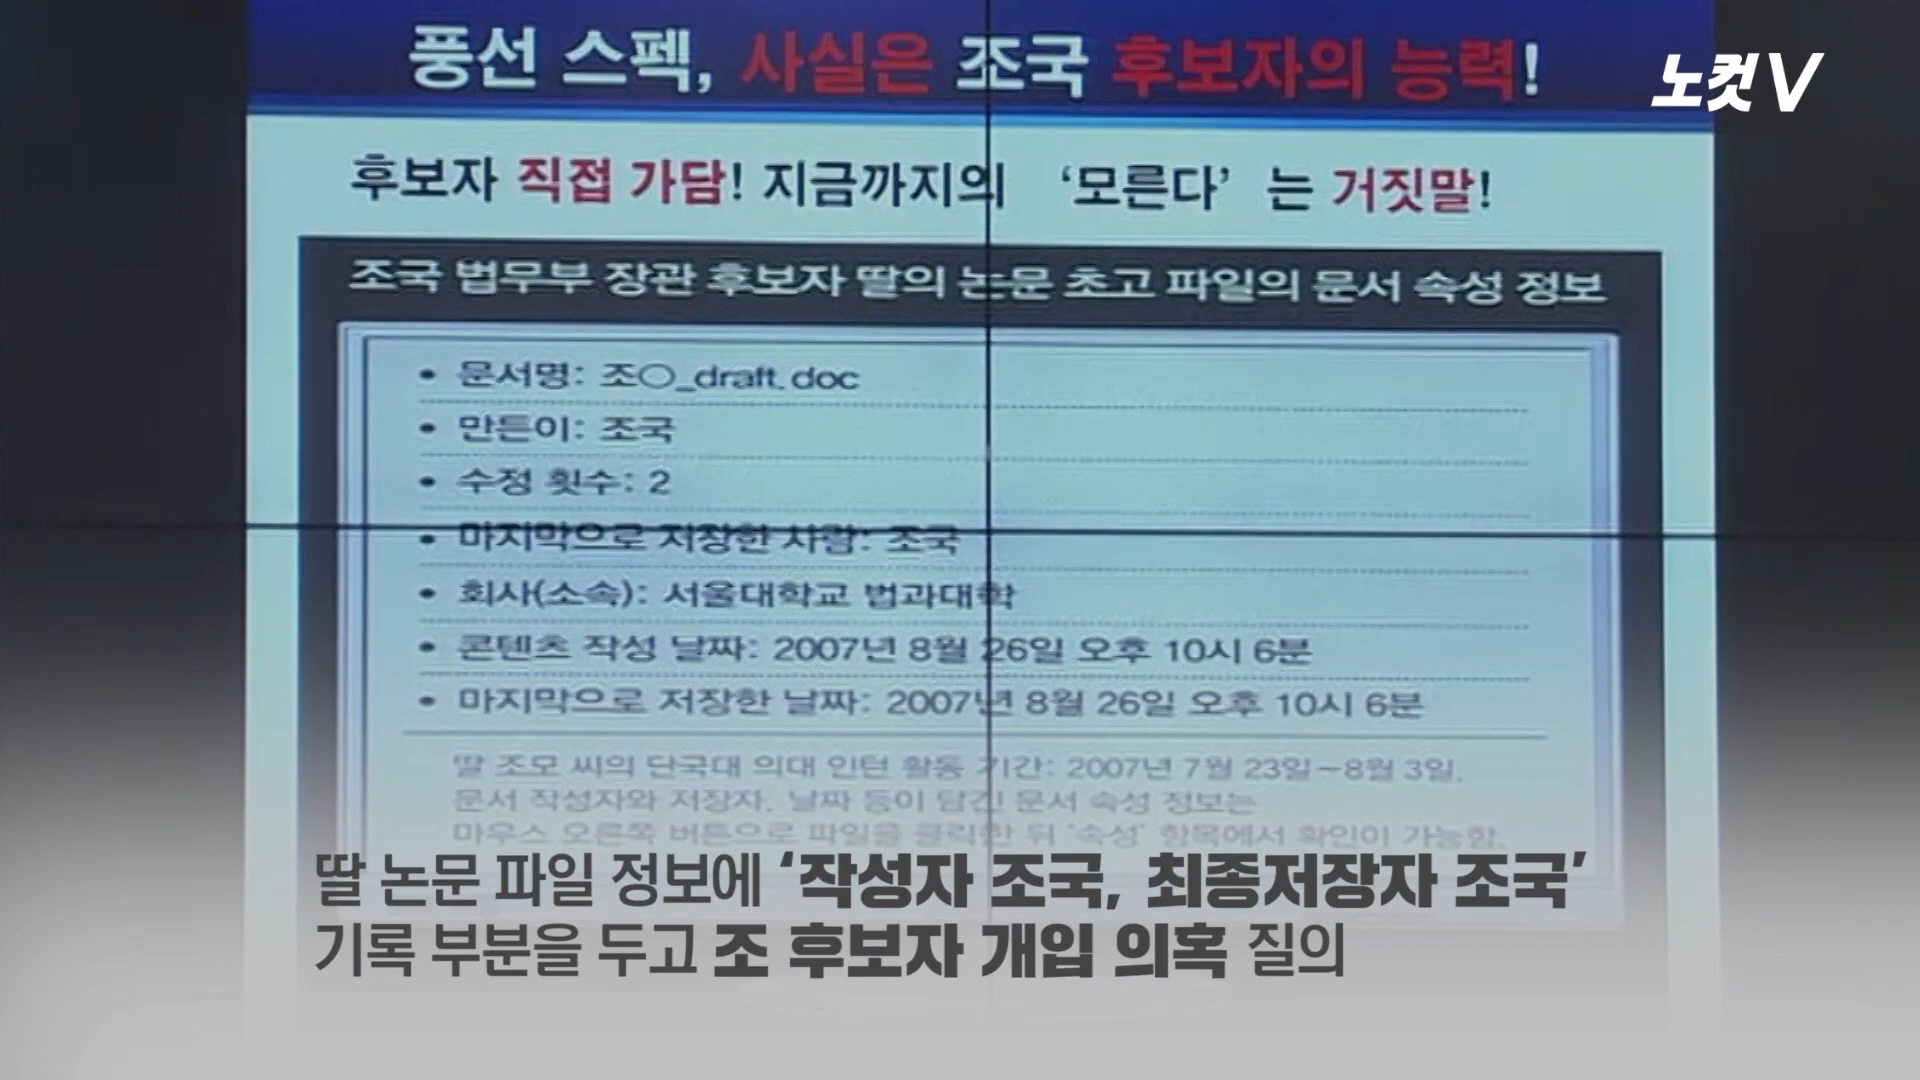 풍선 스펙, 사실은 조국 후보자의 능력!
노컷V
후보자 직접 가담! 지금까지의 ‘모른다’ 는 거짓말!
조국 법무부 장관 후보자 딸의 논문 초고 파일의 문서 속성 정보
• 문서명: 조○_draft.doc
• 만든이: 조국
• 수정 횟수: 2
• 마지막으로 저장한 사람: 조국
• 회사(소속): 서울대학교 법과대학
• 콘텐츠 작성 날짜: 2007년 8월 26일 오후 10시 6분
• 마지막으로 저장한 날짜: 2007년 8월 26일 오후 10시 6분
딸 조모 씨의 단국대 의대 인턴 활동 기간: 2007년 7월 23일~8월 3일.
문서 작성자와 저장자, 날짜 등이 담긴 문서 속성 정보는
마우스 오른쪽 버튼으로 파일을 클릭한 뒤 ‘속성’ 항목에서 확인이 가능함.
딸 논문 파일 정보에 ‘작성자 조국, 최종저장자 조국’
기록 부분을 두고 조 후보자 개입 의혹 질의